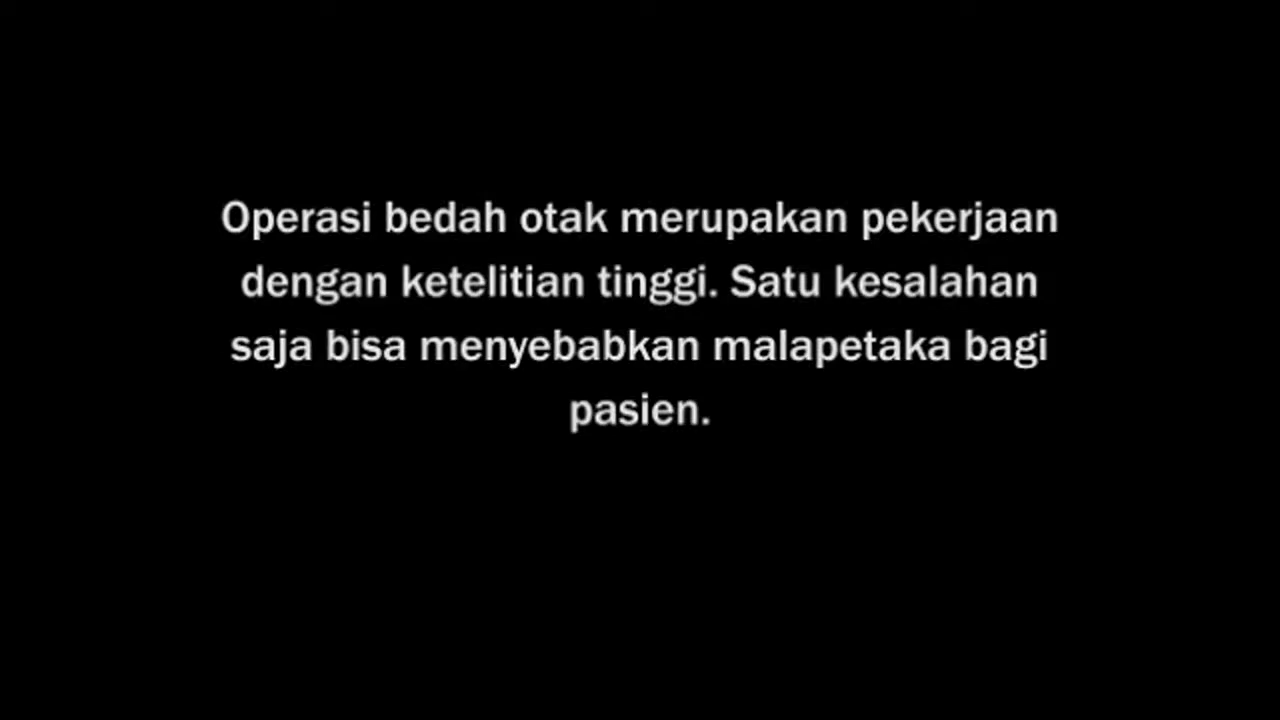 Operasi bedah otak merupakan pekerjaan
dengan ketelitian tinggi. Satu kesalahan
saja bisa menyebabkan malapetaka bagi
pasien.